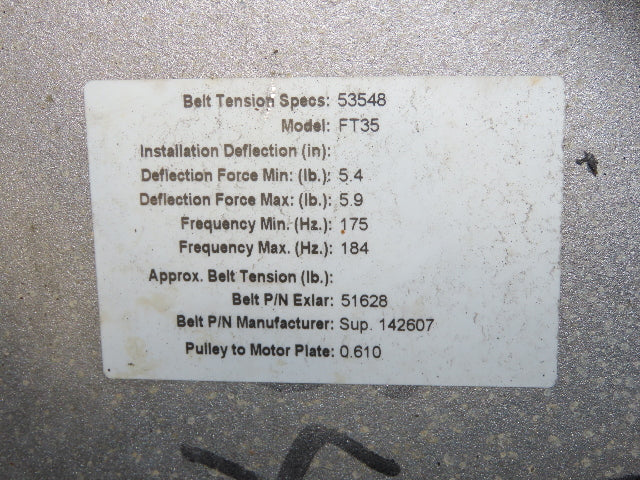 Belt Tension Specs: 53548
Model: FT35
Installation Deflection (in):
Deflection Force Min: (lb.): 5.4
Deflection Force Max: (lb.): 5.9
Frequency Min. (Hz.): 175
Frequency Max. (Hz.): 184
Approx. Belt Tension (lb.):
Belt P/N Exlar: 51628
Belt P/N Manufacturer: Sup. 142607
Pulley to Motor Plate: 0.610